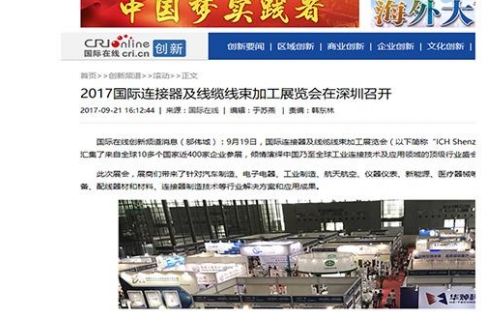 中国梦实践者
海外大
CRI online
国际在线 cri.cn
创新
创新要闻 | 区域创新 | 商业创新 | 企业创新 | 文化创新
首页>>创新频道>>滚动>>正文
2017国际连接器及线缆线束加工展览会在深圳召开
2017-09-21 16:12:44 | 来源:国际在线 | 编辑:于苏燕 | 责编:韩东林
国际在线创新频道消息(邹伟域):9月19日,国际连接器及线缆线束加工展览会(以下简称"ICH Shenz
汇集了来自全球10多个国家近400家企业参展,倾情演绎中国乃至全球工业连接技术及应用领域的顶级行业盛会
此次展会,展商们带来了针对汽车制造、电子电器、工业制造、航天航空、仪器仪表、新能源、医疗器械等
备、配线器材和材料、连接器制造技术等行业解决方案和应用成果。